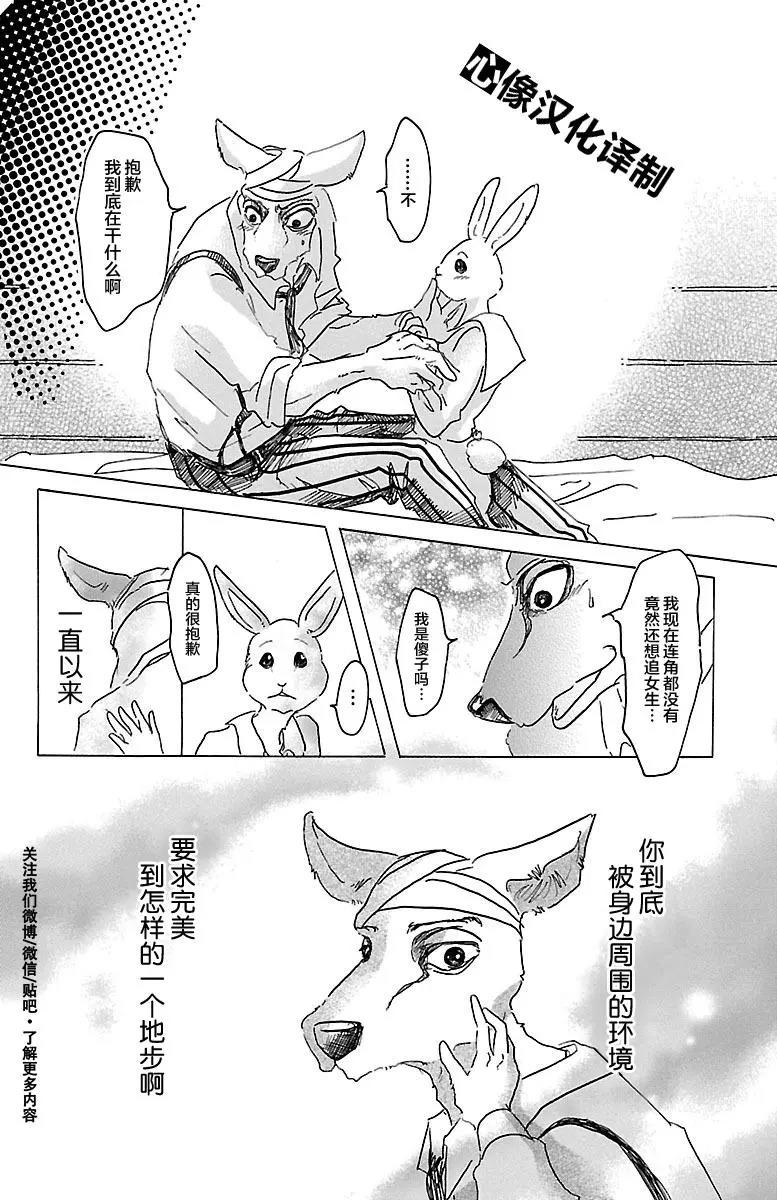 心像汉化译制
……不
抱歉
我到底在干什么啊
我现在连角都没有
竟然还想追女生…
我是傻子吗…
…
真的很抱歉
一直以来
你到底
被身边周围的环境
要求完美
到怎样的一个地步啊
关注我们微博/微信/贴吧·了解更多内容